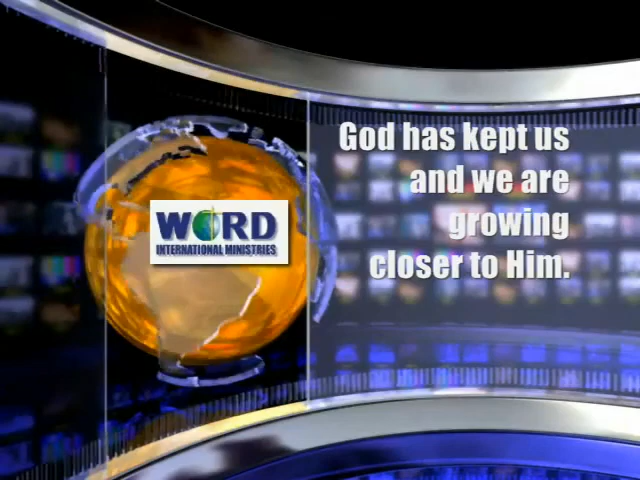 WORD
INTERNATIONAL MINISTRIES
God has kept us
and we are
growing
closer to Him.